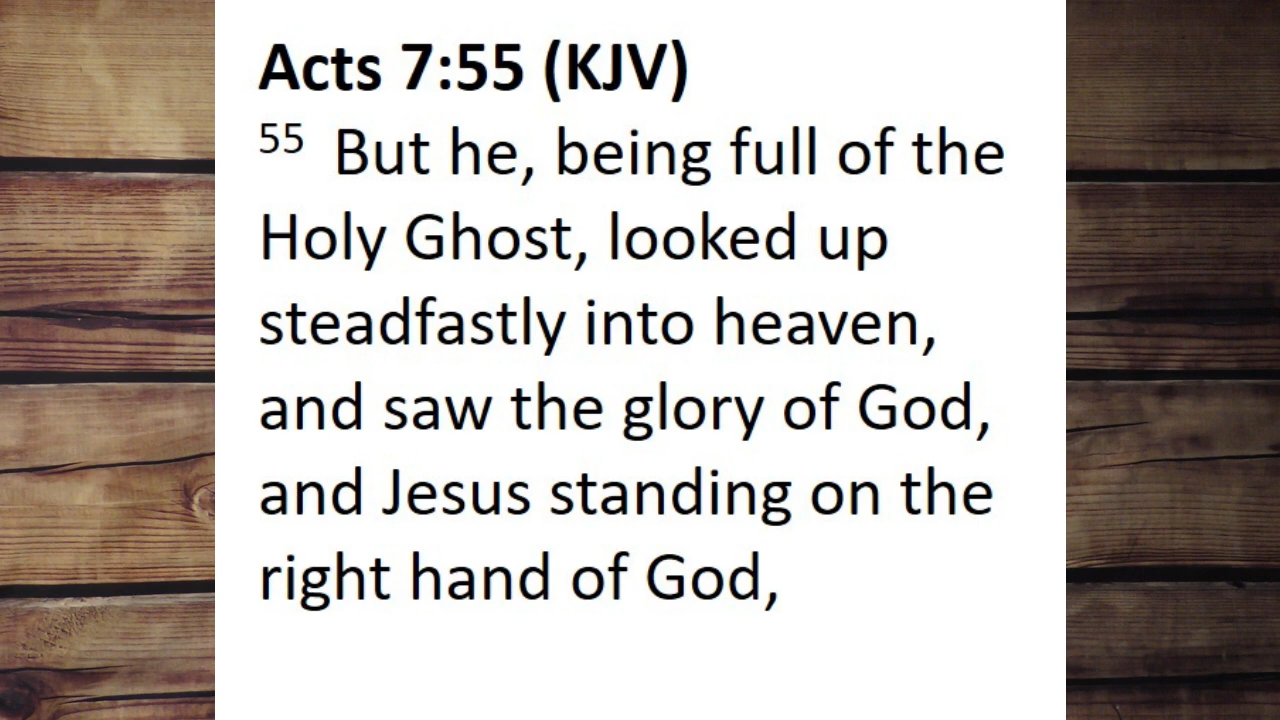 Acts 7:55 (KJV)
55 But he, being full of the
Holy Ghost, looked up
steadfastly into heaven,
and saw the glory of God,
and Jesus standing on the
right hand of God,